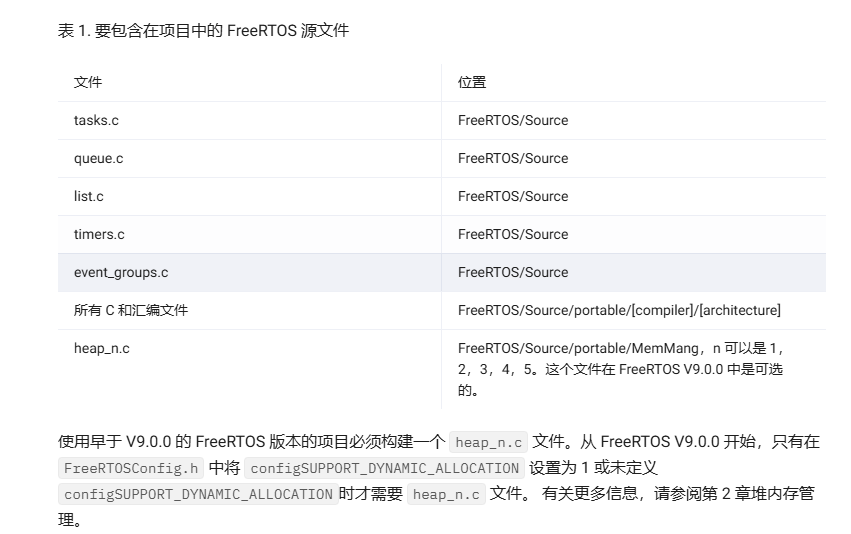 表 1. 要包含在项目中的 FreeRTOS 源文件
文件 位置
tasks.c FreeRTOS/Source
queue.c FreeRTOS/Source
list.c FreeRTOS/Source
timers.c FreeRTOS/Source
event_groups.c FreeRTOS/Source
所有 C 和汇编文件 FreeRTOS/Source/portable/[compiler]/[architecture]
heap_n.c FreeRTOS/Source/portable/MemMang，n 可以是 1，
2，3，4，5。这个文件在 FreeRTOS V9.0.0 中是可选
的。
使用早于 V9.0.0 的 FreeRTOS 版本的项目必须构建一个 heap_n.c 文件。从 FreeRTOS V9.0.0 开始，只有在
FreeRTOSConfig.h 中将 configSUPPORT_DYNAMIC_ALLOCATION 设置为 1 或未定义
configSUPPORT_DYNAMIC_ALLOCATION 时才需要 heap_n.c 文件。 有关更多信息，请参阅第 2 章堆内存管
理。